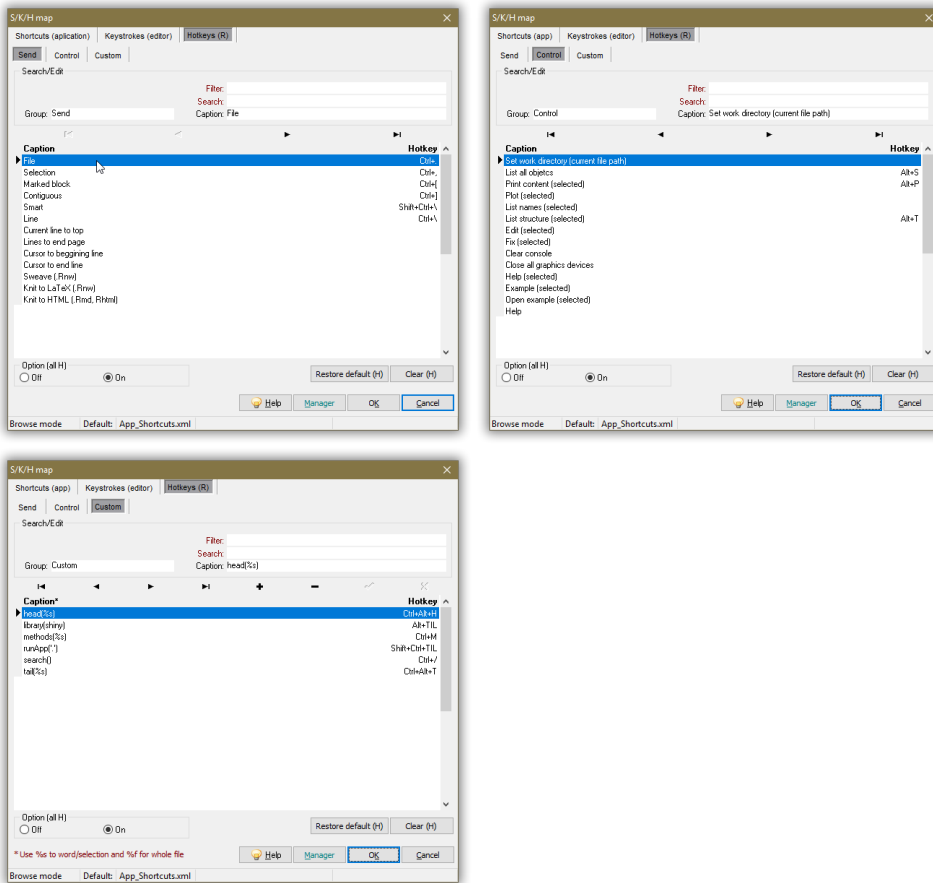 S/K/H map
Shortcuts (aplication) Keystrokes (editor) Hotkeys (R)
Send Control Custom
Search/Edit
Filter:
Search:
Group: Send Caption: File
Caption Hotkey
File Ctrl+.
Selection Ctrl+,
Marked block Ctrl+[
Contiguous Ctrl+]
Smart Shift+Ctrl+\
Line Ctrl+\
Current line to top
Lines to end page
Cursor to beggining line
Cursor to end line
Sweave (.Rnw)
Knit to LaTeX (.Rnw)
Knit to HTML (.Rmd, Rhtml)
Option (all H)
Off On Restore default (H) Clear (H)
Help Manager OK Cancel
Browse mode Default: App_Shortcuts.xml
S/K/H map
Shortcuts (app) Keystrokes (editor) Hotkeys (R)
Send Control Custom
Search/Edit
Filter:
Search:
Group: Control Caption: Set work directory (current file path)
Caption Hotkey
Set work directory (current file path)
List all objetcs Alt+S
Print content (selected) Alt+P
Plot (selected)
List names (selected)
List structure (selected) Alt+T
Edit (selected)
Fix (selected)
Clear console
Close all graphics devices
Help (selected)
Example (selected)
Open example (selected)
Help
Option (all H)
Off On Restore default (H) Clear (H)
Help Manager OK Cancel
Browse mode Default: App_Shortcuts.xml
S/K/H map
Shortcuts (app) Keystrokes (editor) Hotkeys (R)
Send Control Custom
Search/Edit
Filter:
Search:
Group: Custom Caption: head(%s)
Caption* Hotkey
head(%s) Ctrl+Alt+H
library(shiny) Alt+TIL
methods(%s) Ctrl+M
runApp('.') Shift+Ctrl+TIL
search() Ctrl+/
tail(%s) Ctrl+Alt+T
Option (all H)
Off On Restore default (H) Clear (H)
* Use %s to word/selection and %f for whole file Help Manager OK Cancel
Browse mode Default: App_Shortcuts.xml